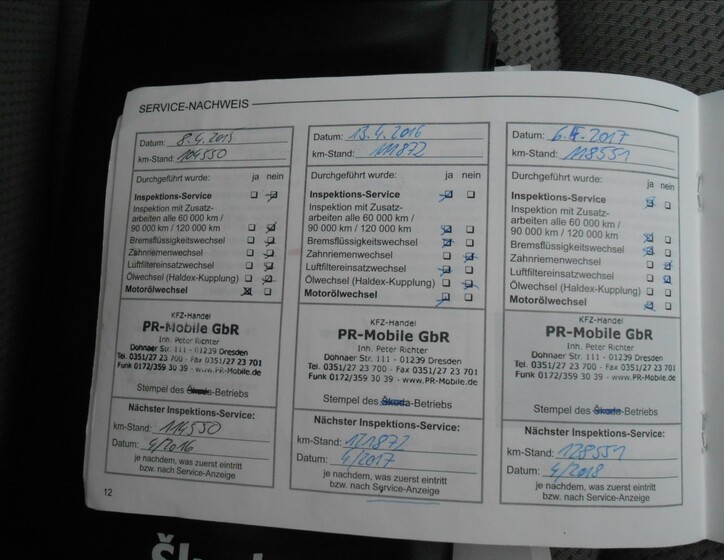 SERVICE-NACHWEIS
Datum: 8.4.2015
km-Stand: 104550
Durchgeführt wurde: ja nein
Inspektions-Service
Inspektion mit Zusatz-
arbeiten alle 60 000 km /
90 000 km / 120 000 km
Bremsflüssigkeitswechsel
Zahnriemenwechsel
Luftfiltereinsatzwechsel
Ölwechsel (Haldex-Kupplung)
Motorölwechsel
KFZ-Handel
PR-Mobile GbR
Inh. Peter Richter
Dohnaer Str. 111 - 01239 Dresden
Tel. 0351/27 23 700 - Fax 0351/27 23 701
Funk 0172/359 30 39 - www.PR-Mobile.de
Stempel des Škoda-Betriebs
Nächster Inspektions-Service:
km-Stand: 114550
Datum: 4/2016
je nachdem, was zuerst eintritt
bzw. nach Service-Anzeige
12
Datum: 13.4.2016
km-Stand: 111872
Durchgeführt wurde: ja nein
Inspektions-Service
Inspektion mit Zusatz-
arbeiten alle 60 000 km /
90 000 km / 120 000 km
Bremsflüssigkeitswechsel
Zahnriemenwechsel
Luftfiltereinsatzwechsel
Ölwechsel (Haldex-Kupplung)
Motorölwechsel
KFZ-Handel
PR-Mobile GbR
Inh. Peter Richter
Dohnaer Str. 111 - 01239 Dresden
Tel. 0351/27 23 700 - Fax 0351/27 23 701
Funk 0172/359 30 39 - www.PR-Mobile.de
Stempel des Škoda-Betriebs
Nächster Inspektions-Service:
km-Stand: 121872
Datum: 4/2017
je nachdem, was zuerst eintritt
bzw. nach Service-Anzeige
Datum: 2017
km-Stand: 118551
Durchgeführt wurde:
ja nein
Inspektions-Service
Inspektion mit Zusatz-
arbeiten alle 60 000 km /
90 000 km / 120 000 km
Bremsflüssigkeitswechsel
Zahnriemenwechsel
Luftfiltereinsatzwechsel
Ölwechsel (Haldex-Kupplung)
Motorölwechsel
KFZ-Handel
PR-Mobile GbR
Inh. Peter Richter
Dohnaer Str. 111 - 01239 Dresden
Tel. 0351/27 23 700 - Fax 0351/27 23 701
Funk 0172/359 30 39 - www.PR-Mobile.de
Stempel des Škoda-Betriebs
Nächster Inspektions-Service:
km-Stand: 128551
Datum: 4/2018
je nachdem, was zuerst eintritt
bzw. nach Service-Anzeige